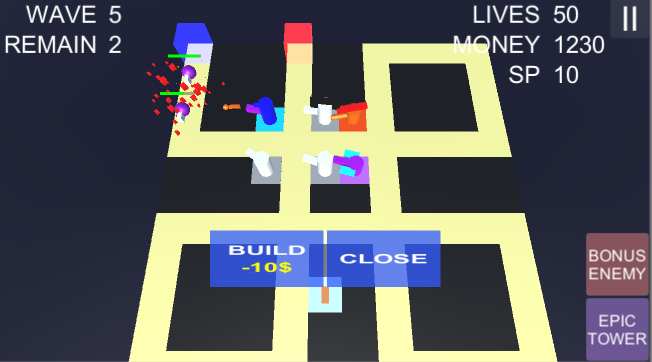 WAVE 5
REMAIN 2
LIVES 50
MONEY 1230
SP 10
BUILD
-10$
CLOSE
BONUS
ENEMY
EPIC
TOWER